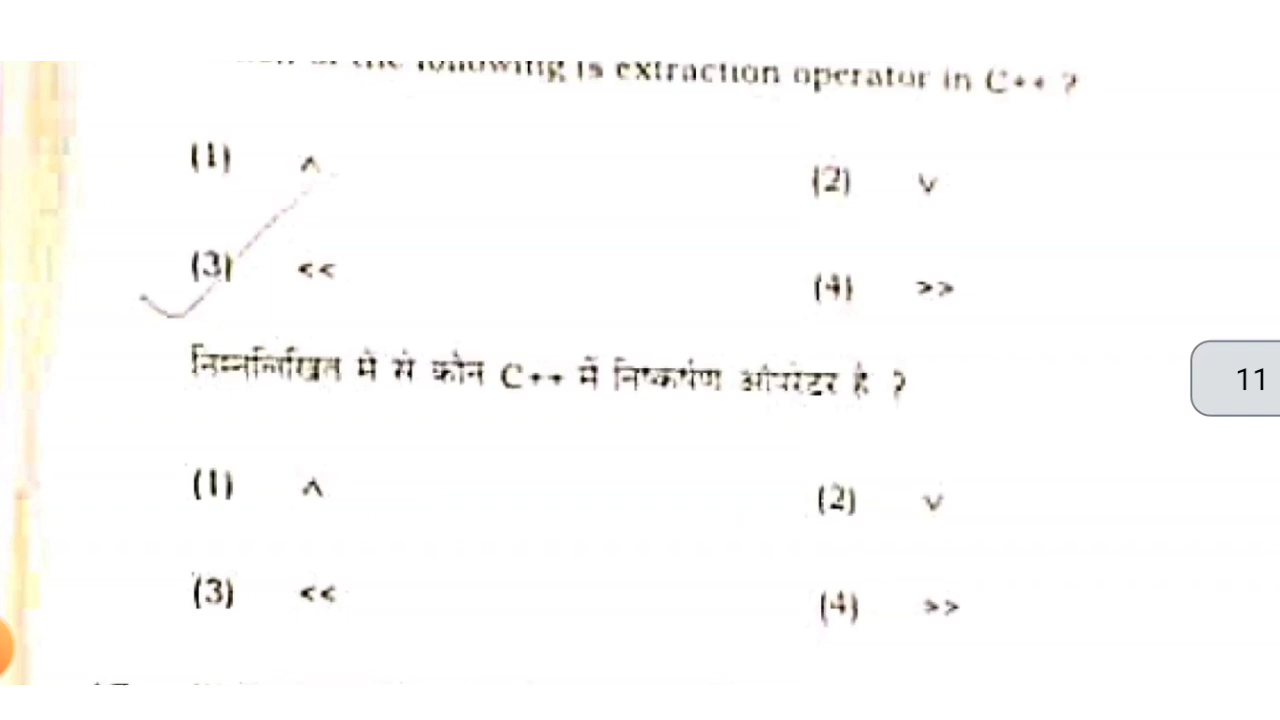 the following is extraction operator in C++ ?
(1) ^ (2) v
(3) << (4) >>
निम्नलिखित में से कौन C++ में निष्कर्षण ऑपरेटर है ?
11
(1) ^ (2) v
(3) << (4) >>